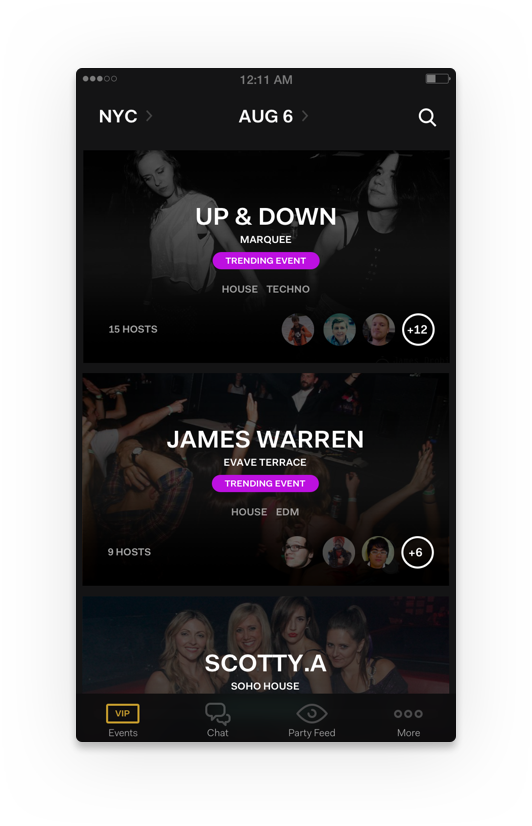 12:11 AM
NYC
AUG 6
UP & DOWN
MARQUEE
TRENDING EVENT
HOUSE TECHNO
15 HOSTS
+12
JAMES WARREN
EVAVE TERRACE
TRENDING EVENT
HOUSE EDM
9 HOSTS
+6
SCOTTY.A
SOHO HOUSE
VIP
Events
Chat
Party Feed
More